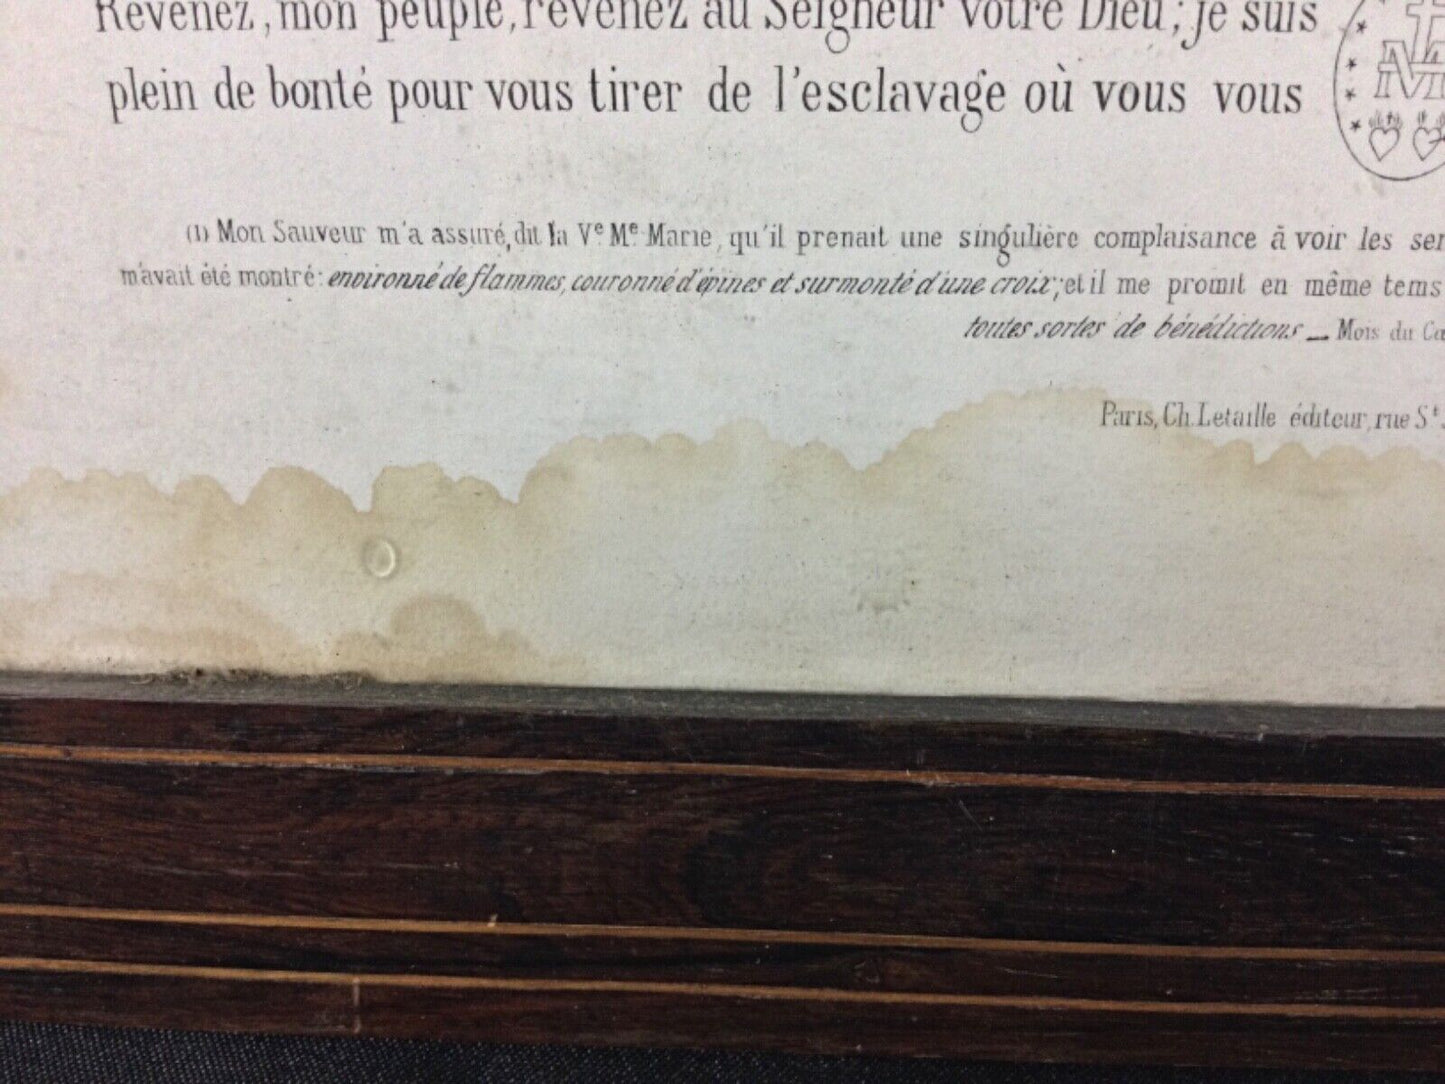 Revenez, mon peuple, revenez au Seigneur votre Dieu; je suis
plein de bonté pour vous tirer de l'esclavage où vous vous
(1) Mon Sauveur m'a assuré, dit la Vᵉ Mᵉ Marie, qu'il prenait une singulière complaisance à voir les
m'avait été montré: environné de flammes, couronné d'épines et surmonté d'une croix; et il me promit en même tems
toutes sortes de bénédictions — Mois du
Paris, Ch. Letaille éditeur, rue Sᵗ